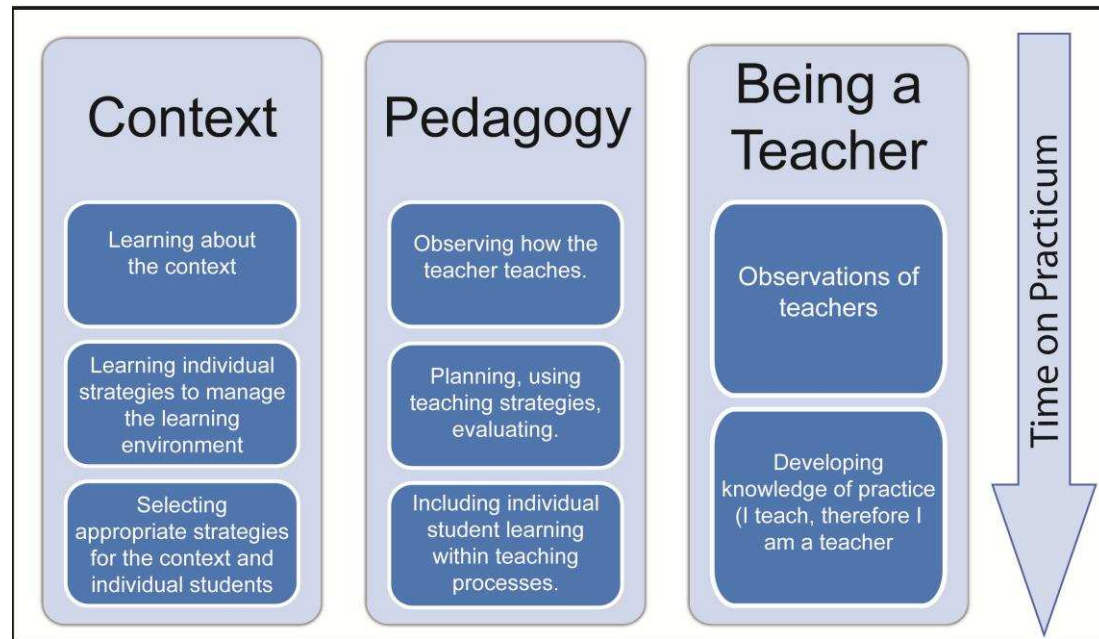 Context
Learning about
the context
Learning individual
strategies to manage
the learning
environment
Selecting
appropriate strategies
for the context and
individual students
Pedagogy
Observing how the
teacher teaches.
Planning, using
teaching strategies,
evaluating.
Including individual
student learning
within teaching
processes.
Being a
Teacher
Observations of
teachers
Developing
knowledge of practice
(I teach, therefore I
am a teacher
Time on Practicum